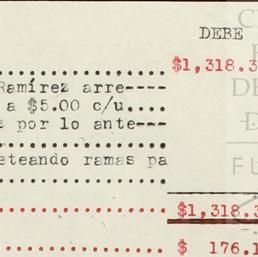 DEBE
$1,318.3
Ramírez arre----
a $5.00 c/u....
por lo ante---
eteando ramas pa
$1,318.3
$ 176.1